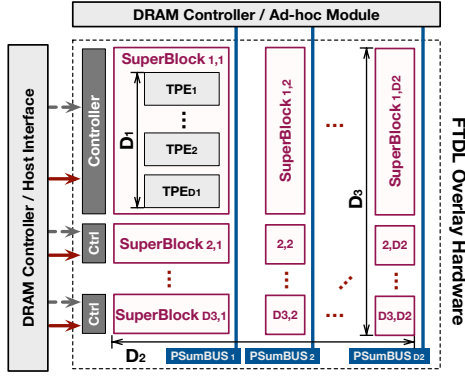 DRAM Controller / Ad-hoc Module
DRAM Controller / Host Interface
FTDL Overlay Hardware
Controller
SuperBlock 1,1
TPE1
TPE2
TPED1
D1
SuperBlock 1,2
...
SuperBlock 1,D2
D3
Ctrl
SuperBlock 2,1
2,2
2,D2
Ctrl
SuperBlock D3,1
D3,2
...
D3,D2
D2
PSumBUS 1
PSumBUS 2
PSumBUS D2